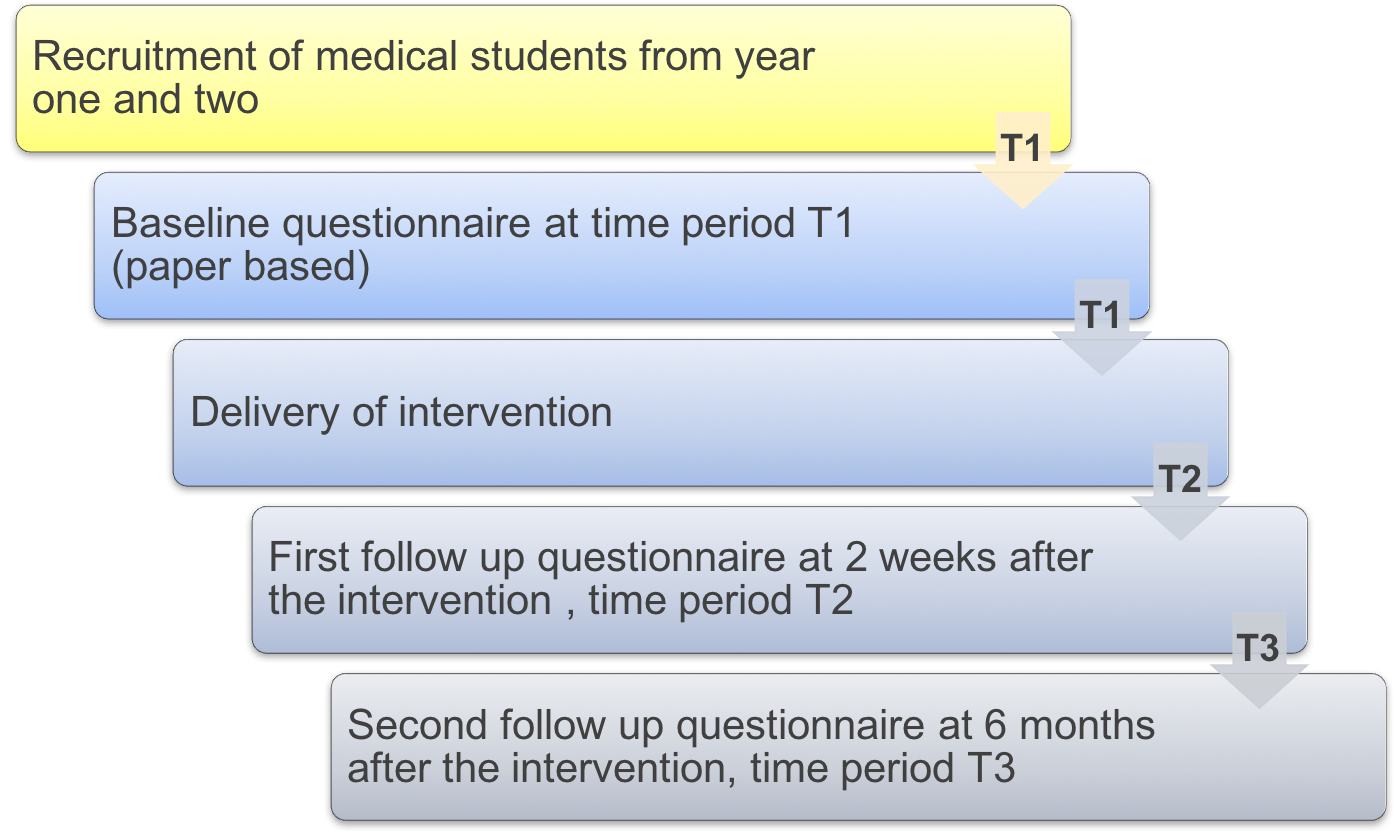 Recruitment of medical students from year
one and two
T1
Baseline questionnaire at time period T1
(paper based)
T1
Delivery of intervention
T2
First follow up questionnaire at 2 weeks after
the intervention , time period T2
T3
Second follow up questionnaire at 6 months
after the intervention, time period T3